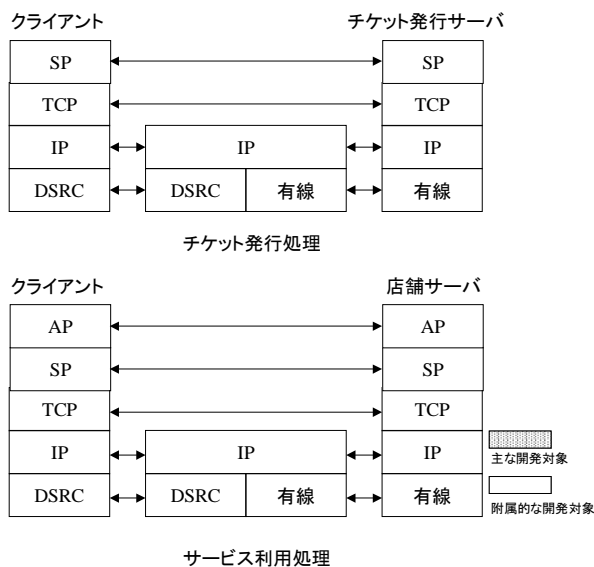 クライアント チケット発行サーバ
SP SP
TCP TCP
IP IP IP
DSRC DSRC 有線 有線
チケット発行処理
クライアント 店舗サーバ
AP AP
SP SP
TCP TCP
IP IP IP
主な開発対象
DSRC DSRC 有線 有線
附属的な開発対象
サービス利用処理